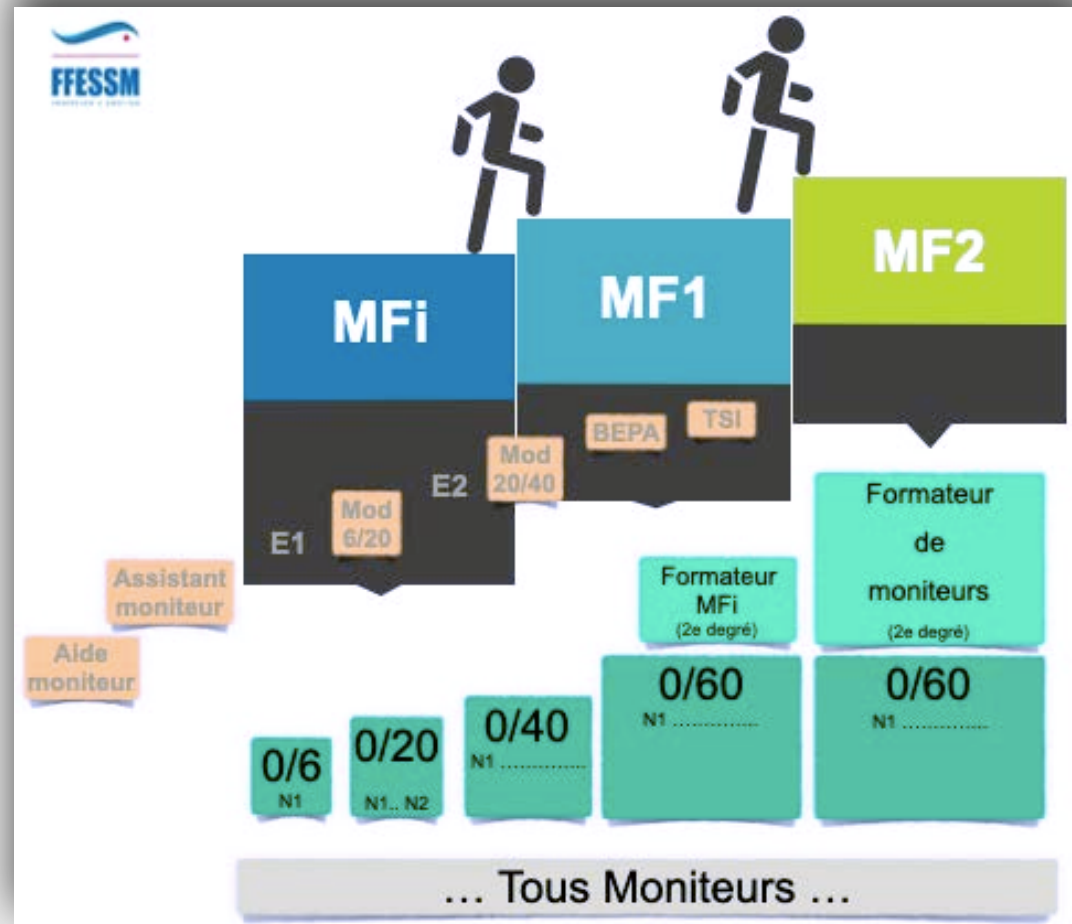 FFESSM
MFi
MF1
MF2
BEPA
TSI
E2
Mod
20/40
E1
Mod
6/20
Assistant
moniteur
Aide
moniteur
Formateur
MFi
(2e degré)
Formateur
de
moniteurs
(2e degré)
0/6
N1
0/20
N1.. N2
0/40
N1 ................
0/60
N1 ..............
0/60
N1 ..............
... Tous Moniteurs ...